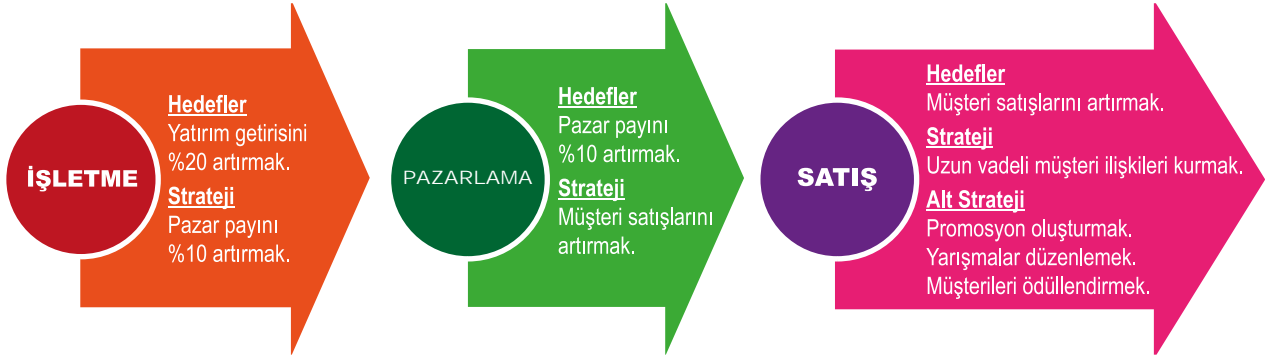 İŞLETME
Hedefler
Yatırım getirisini
%20 artırmak.
Strateji
Pazar payını
%10 artırmak.
PAZARLAMA
Hedefler
Pazar payını
%10 artırmak.
Strateji
Müşteri satışlarını
artırmak.
SATIŞ
Hedefler
Müşteri satışlarını artırmak.
Strateji
Uzun vadeli müşteri ilişkileri kurmak.
Alt Strateji
Promosyon oluşturmak.
Yarışmalar düzenlemek.
Müşterileri ödüllendirmek.